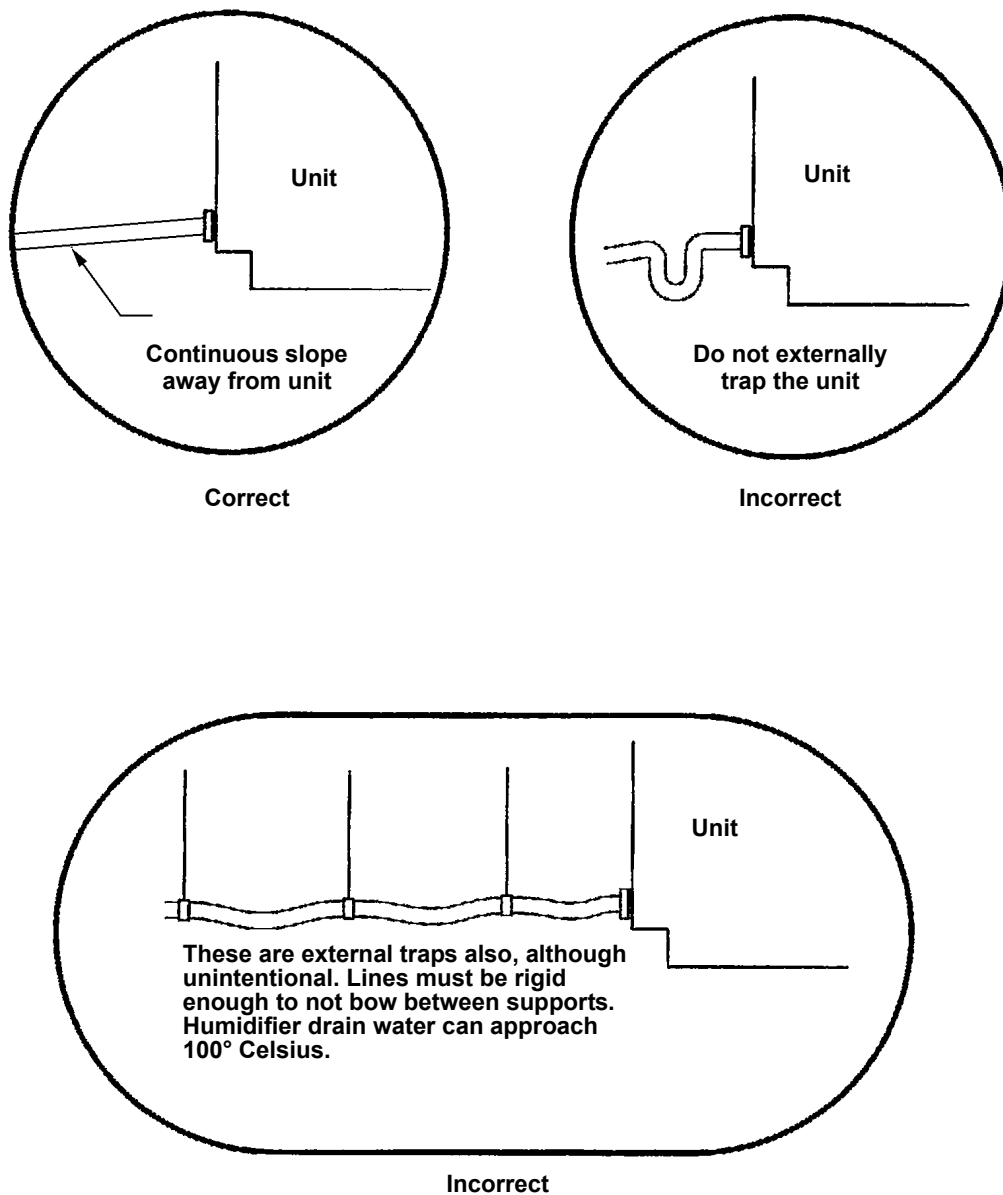 Unit
Continuous slope
away from unit
Correct
Unit
Do not externally
trap the unit
Incorrect
Unit
These are external traps also, although
unintentional. Lines must be rigid
enough to not bow between supports.
Humidifier drain water can approach
100° Celsius.
Incorrect